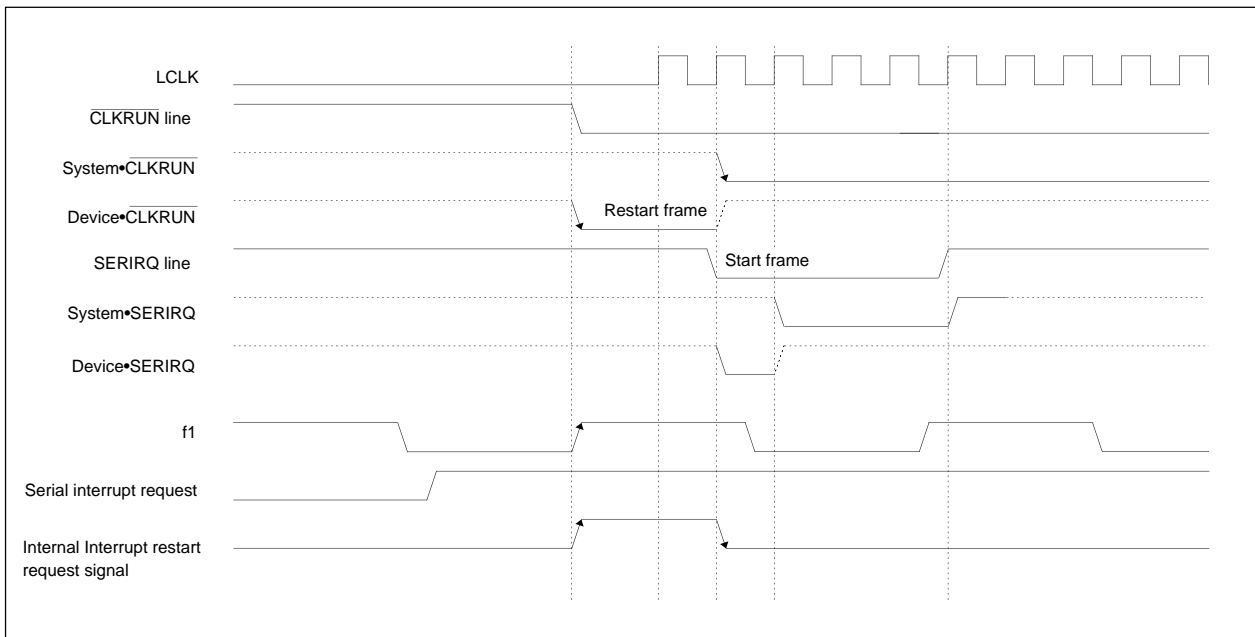 LCLK
CLKRUN line
System•CLKRUN
Device•CLKRUN
Restart frame
SERIRQ line
Start frame
System•SERIRQ
Device•SERIRQ
f1
Serial interrupt request
Internal Interrupt restart
request signal